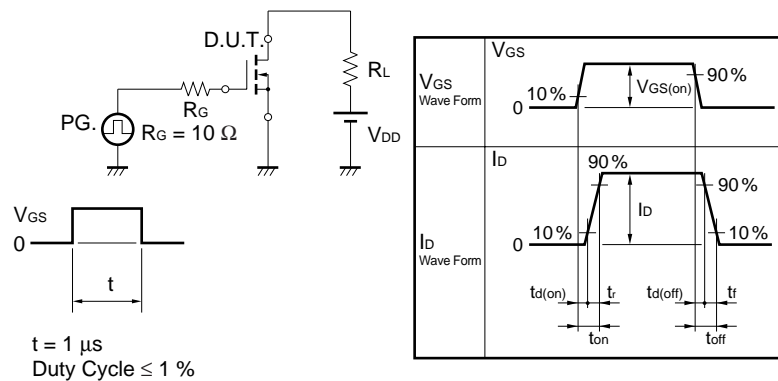 D.U.T.
RL
RG
PG.
RG = 10 Ω
VDD
VGS
0
t
t = 1 μs
Duty Cycle ≤ 1 %
VGS
Wave Form
VGS
10 %
0
VGS(on)
90 %
ID
Wave Form
ID
90 %
90 %
ID
10 %
0
10 %
td(on) tr td(off) tf
ton toff